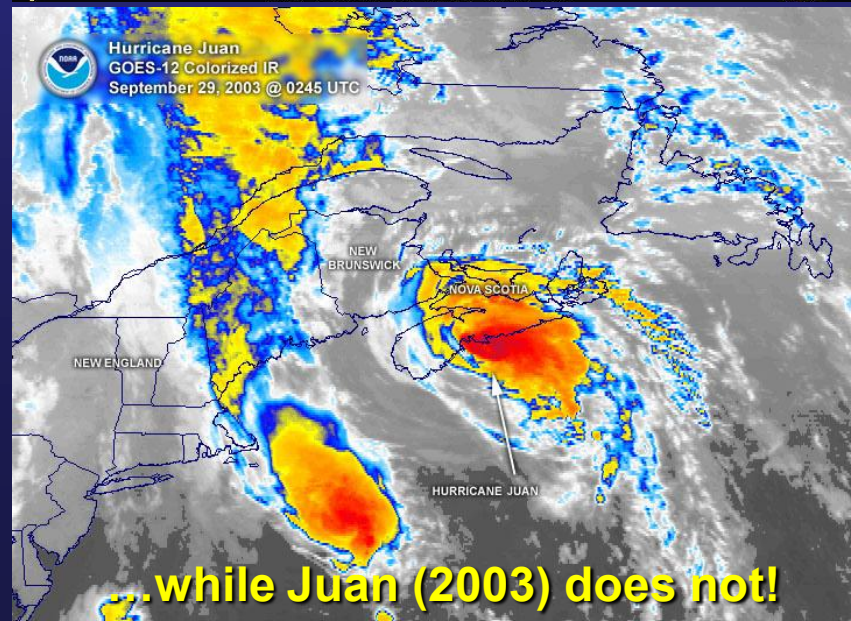 NOAA
Hurricane Juan
GOES-12 Colorized IR
September 29, 2003 @ 0245 UTC
NEW
BRUNSWICK
NOVA SCOTIA
NEW ENGLAND
HURRICANE JUAN
...while Juan (2003) does not!